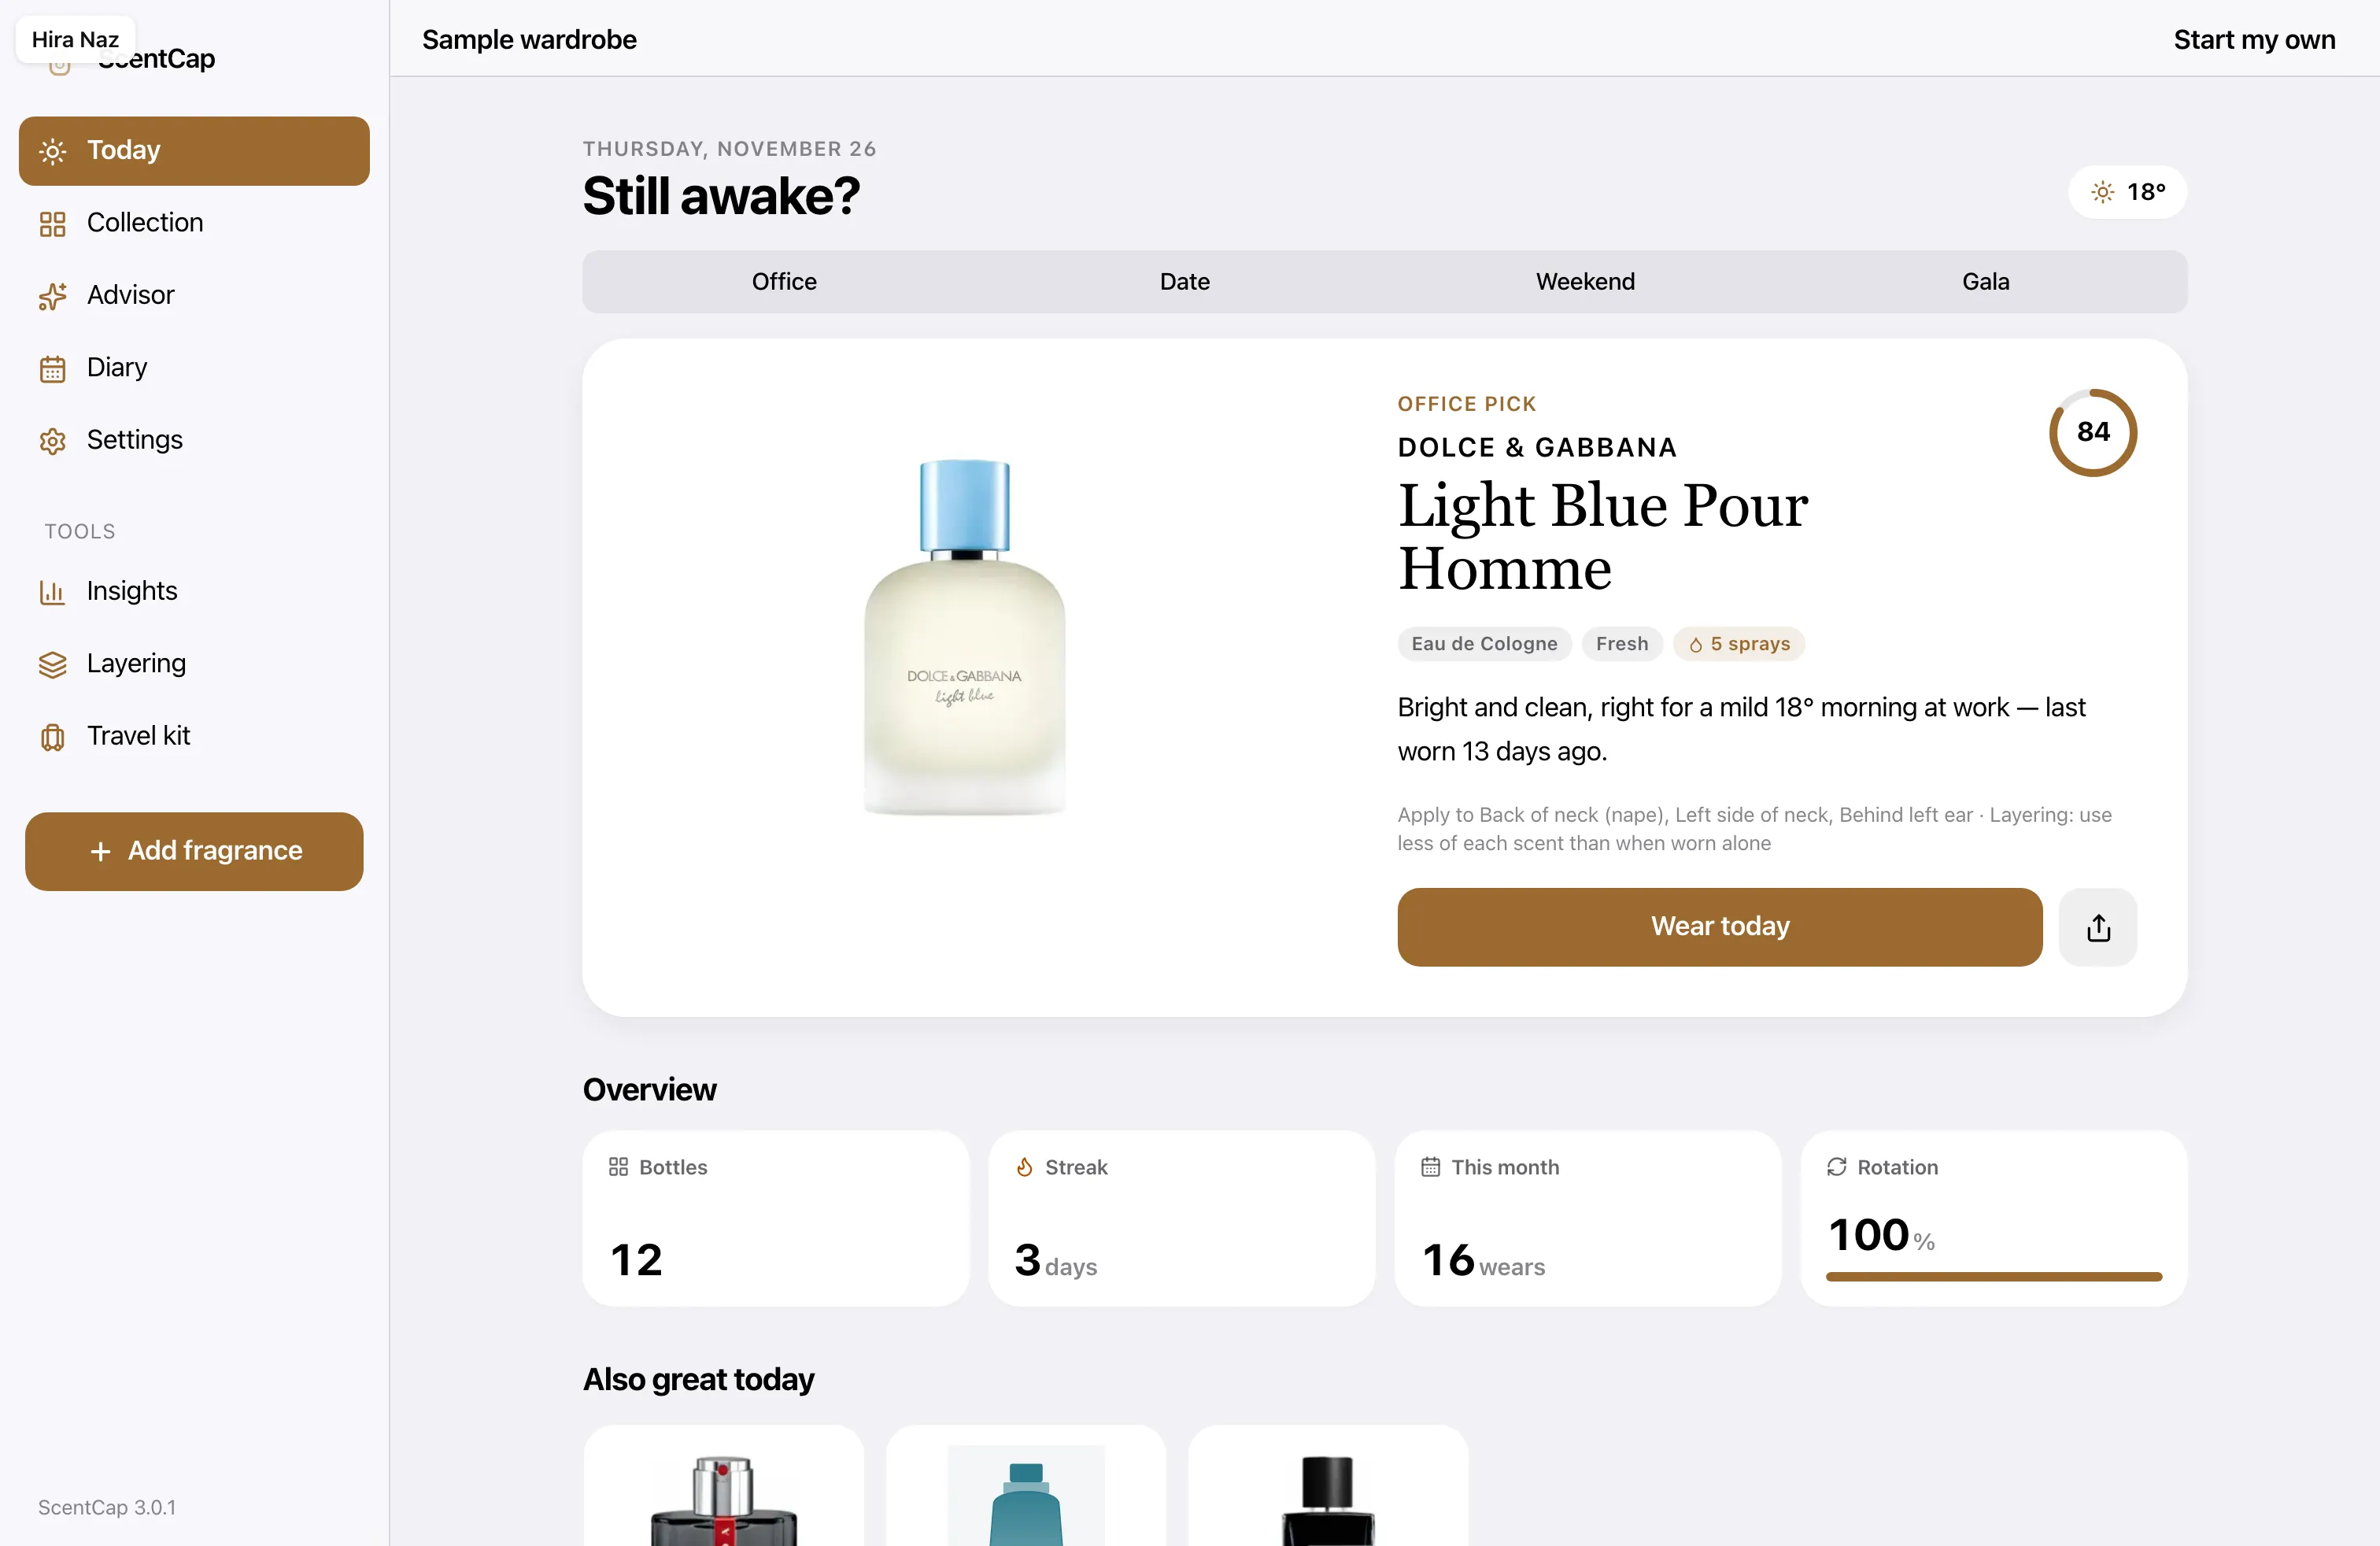 Hira Naz
ScentCap
Sample wardrobe
Start my own
Today
Collection
Advisor
Diary
Settings
TOOLS
Insights
Layering
Travel kit
Add fragrance
ScentCap 3.0.1
THURSDAY, NOVEMBER 26
Still awake?
18°
Office
Date
Weekend
Gala
DOLCE & GABBANA
light blue
OFFICE PICK
84
DOLCE & GABBANA
Light Blue Pour
Homme
Eau de Cologne
Fresh
5 sprays
Bright and clean, right for a mild 18° morning at work — last
worn 13 days ago.
Apply to Back of neck (nape), Left side of neck, Behind left ear · Layering: use
less of each scent than when worn alone
Wear today
Overview
Bottles
12
Streak
3 days
This month
16 wears
Rotation
100 %
Also great today